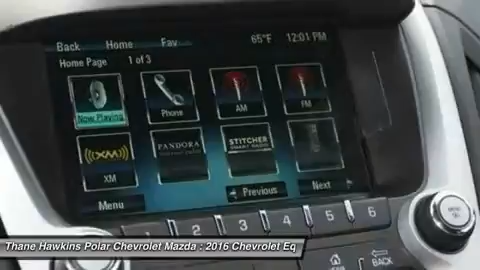 Back Home Fav 65°F 12:01 PM
Home Page 1 of 3
Now Playing Phone AM FM
XM XM PANDORA STITCHER
SMART RADIO
Menu Previous Next
1 2 3 4 5 6
MENU
BACK
Thane Hawkins Polar Chevrolet Mazda : 2016 Chevrolet Eq